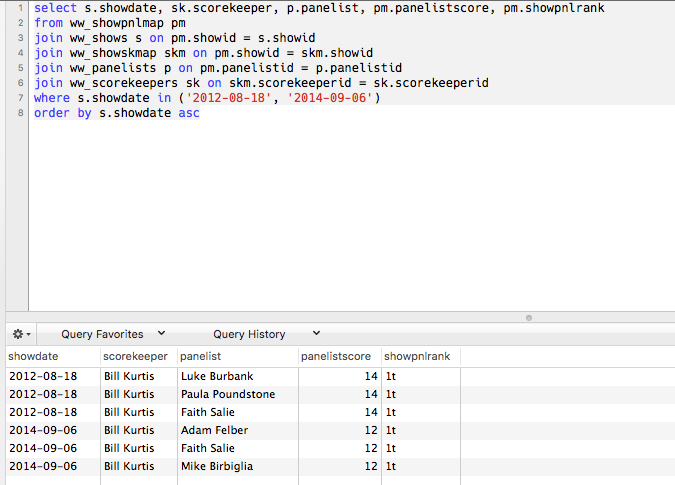 1 select s.showdate, sk.scorekeeper, p.panelist, pm.panelistscore, pm.showpnlrank
2 from ww_showpnlmap pm
3 join ww_shows s on pm.showid = s.showid
4 join ww_showskmap skm on pm.showid = skm.showid
5 join ww_panelists p on pm.panelistid = p.panelistid
6 join ww_scorekeepers sk on skm.scorekeeperid = sk.scorekeeperid
7 where s.showdate in ('2012-08-18', '2014-09-06')
8 order by s.showdate asc
Query Favorites Query History
showdate scorekeeper panelist panelistscore showpnlrank
2012-08-18 Bill Kurtis Luke Burbank 14 1t
2012-08-18 Bill Kurtis Paula Poundstone 14 1t
2012-08-18 Bill Kurtis Faith Salie 14 1t
2014-09-06 Bill Kurtis Adam Felber 12 1t
2014-09-06 Bill Kurtis Faith Salie 12 1t
2014-09-06 Bill Kurtis Mike Birbiglia 12 1t